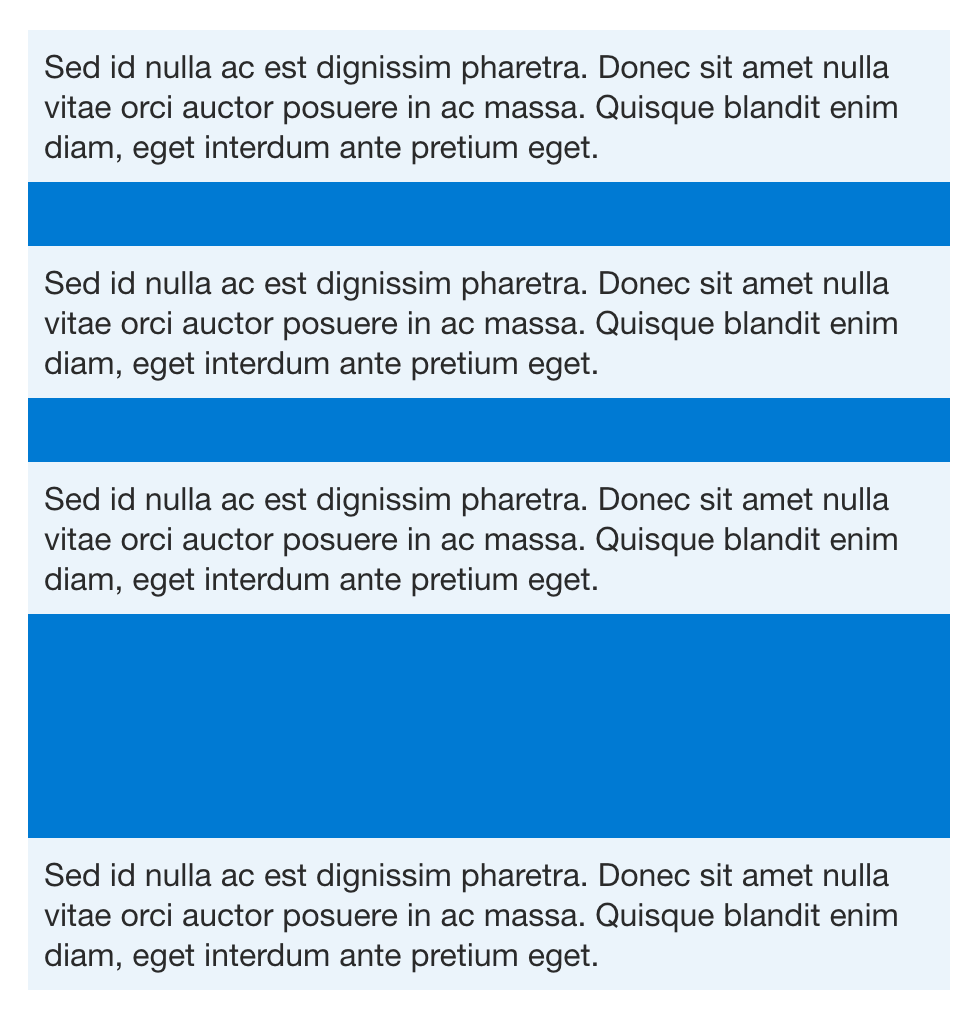 Sed id nulla ac est dignissim pharetra. Donec sit amet nulla
vitae orci auctor posuere in ac massa. Quisque blandit enim
diam, eget interdum ante pretium eget.
Sed id nulla ac est dignissim pharetra. Donec sit amet nulla
vitae orci auctor posuere in ac massa. Quisque blandit enim
diam, eget interdum ante pretium eget.
Sed id nulla ac est dignissim pharetra. Donec sit amet nulla
vitae orci auctor posuere in ac massa. Quisque blandit enim
diam, eget interdum ante pretium eget.
Sed id nulla ac est dignissim pharetra. Donec sit amet nulla
vitae orci auctor posuere in ac massa. Quisque blandit enim
diam, eget interdum ante pretium eget.